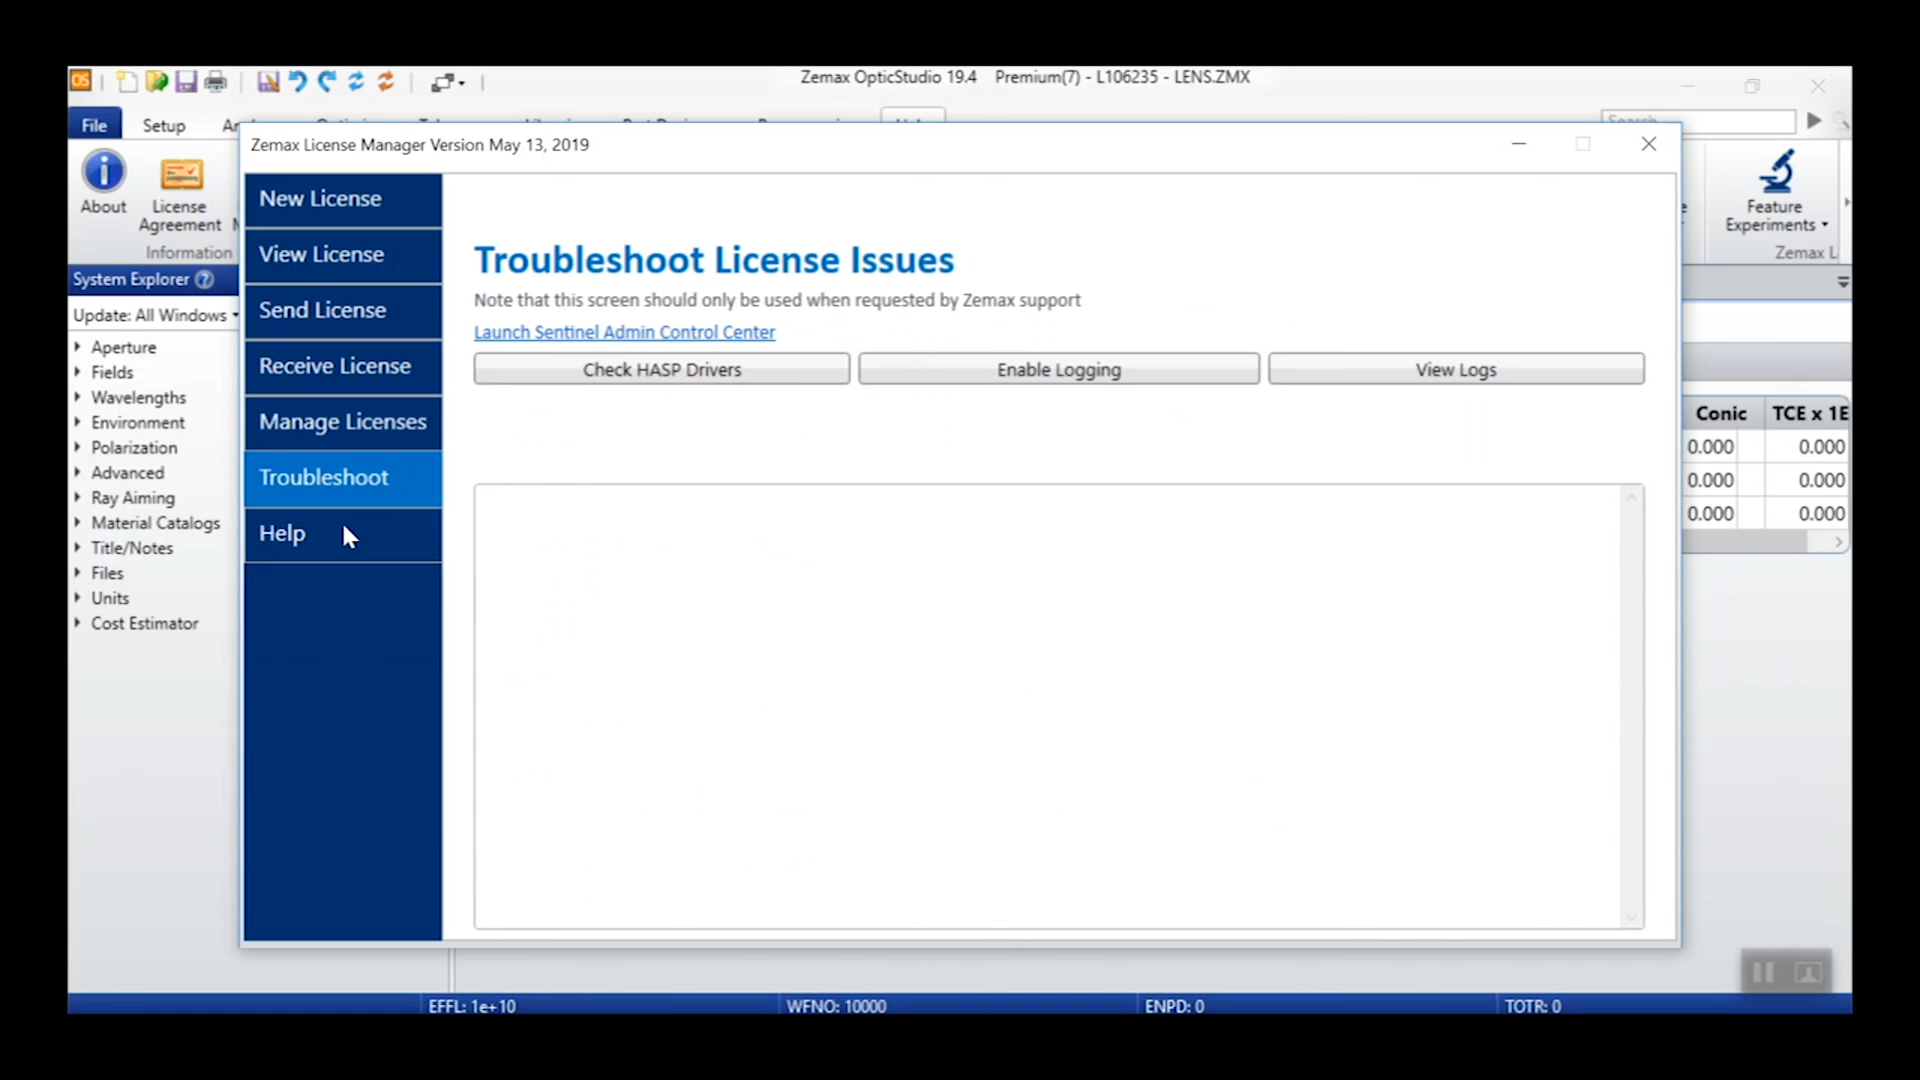 Zemax OpticStudio 19.4 Premium(7) - L106235 - LENS.ZMX
File
Setup
Search
Zemax License Manager Version May 13, 2019
About
License
Agreement
Information
Feature
Experiments
Zemax L
System Explorer
Update: All Windows
Aperture
Fields
Wavelengths
Environment
Polarization
Advanced
Ray Aiming
Material Catalogs
Title/Notes
Files
Units
Cost Estimator
New License
View License
Send License
Receive License
Manage Licenses
Troubleshoot
Help
Troubleshoot License Issues
Note that this screen should only be used when requested by Zemax support
Launch Sentinel Admin Control Center
Check HASP Drivers
Enable Logging
View Logs
Conic TCE x 1E
0.000 0.000
0.000 0.000
0.000 0.000
EFFL: 1e+10
WFNO: 10000
ENPD: 0
TOTR: 0